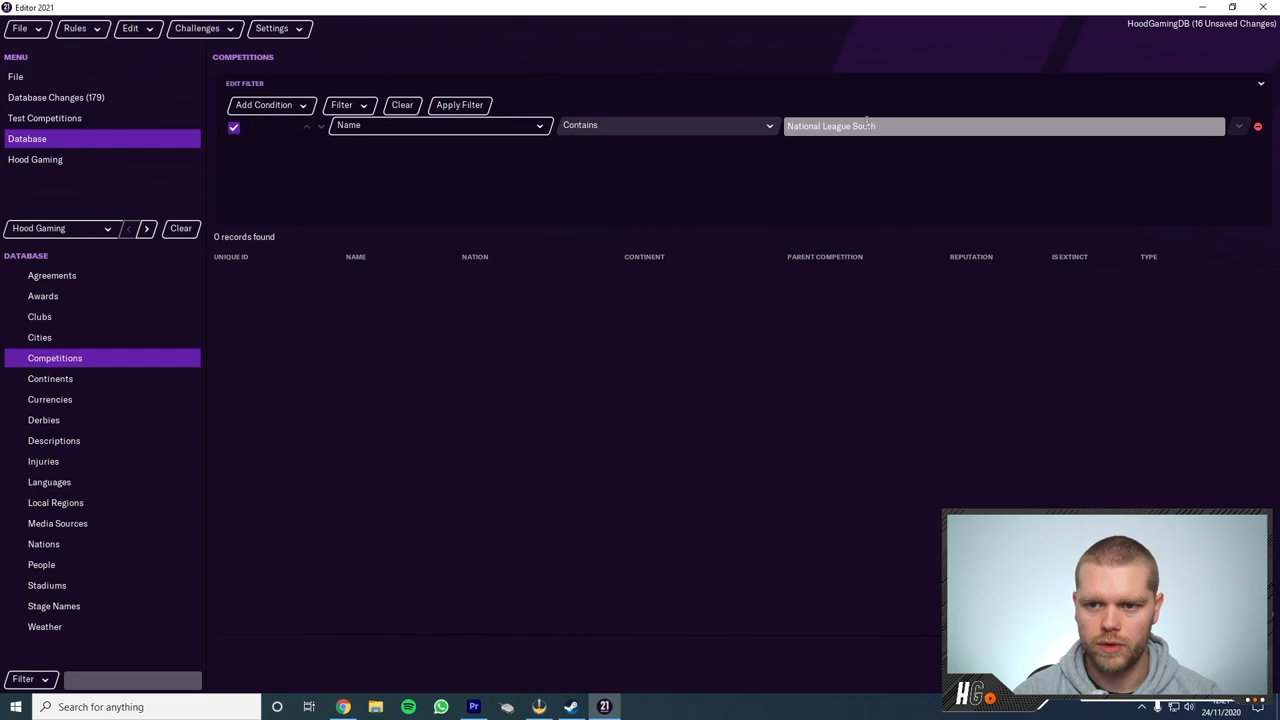 Editor 2021
File
Rules
Edit
Challenges
Settings
HoodGamingDB (16 Unsaved Changes)
MENU
File
Database Changes (179)
Test Competitions
Database
Hood Gaming
Hood Gaming
Clear
DATABASE
Agreements
Awards
Clubs
Cities
Competitions
Continents
Currencies
Derbies
Descriptions
Injuries
Languages
Local Regions
Media Sources
Nations
People
Stadiums
Stage Names
Weather
Filter
COMPETITIONS
EDIT FILTER
Add Condition
Filter
Clear
Apply Filter
Name
Contains
National League South
0 records found
UNIQUE ID
NAME
NATION
CONTINENT
PARENT COMPETITION
REPUTATION
IS EXTINCT
TYPE
HG
Search for anything
Pr
21
24/11/2020